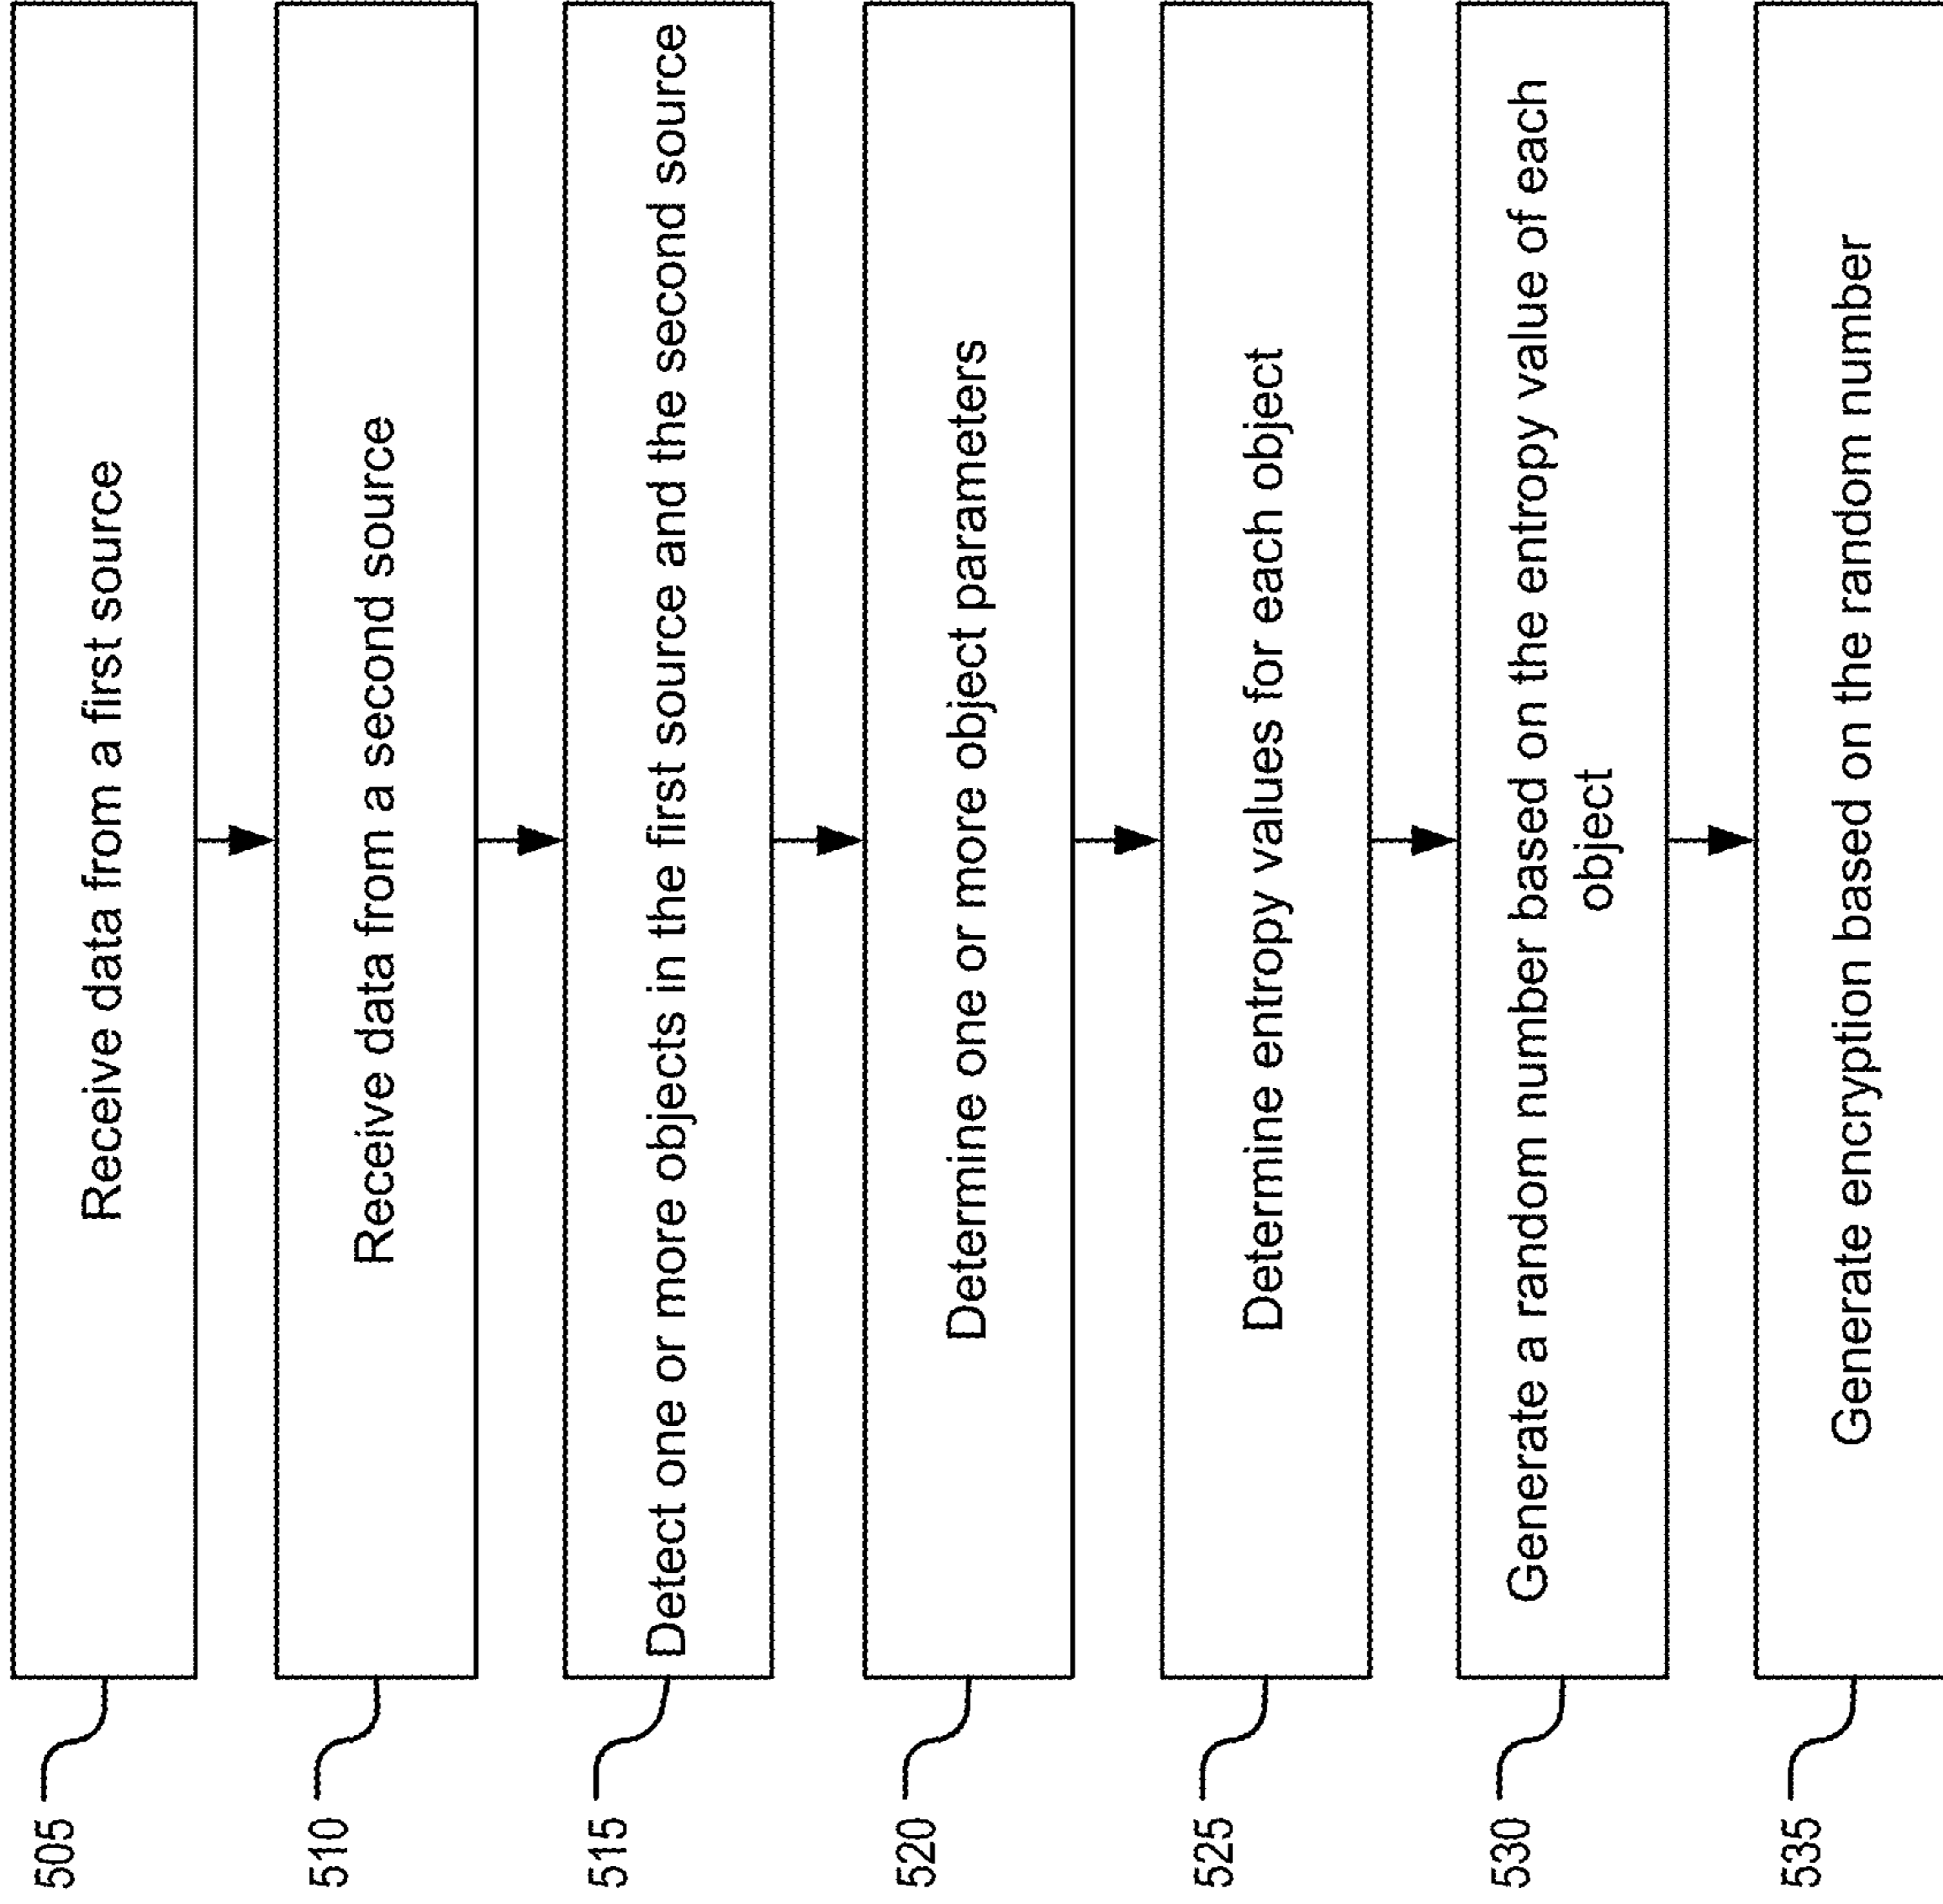 505
Receive data from a first source
510
Receive data from a second source
515
Detect one or more objects in the first source and the second source
520
Determine one or more object parameters
525
Determine entropy values for each object
530
Generate a random number based on the entropy value of each
object
535
Generate encryption based on the random number